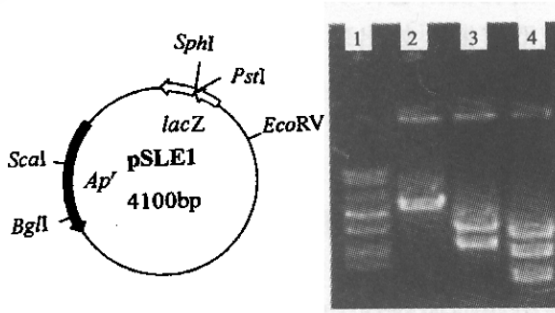 SphI
PstI
lacZ
EcoRV
pSLE1
ScaI
Apʳ
4100bp
BglI
1 2 3 4